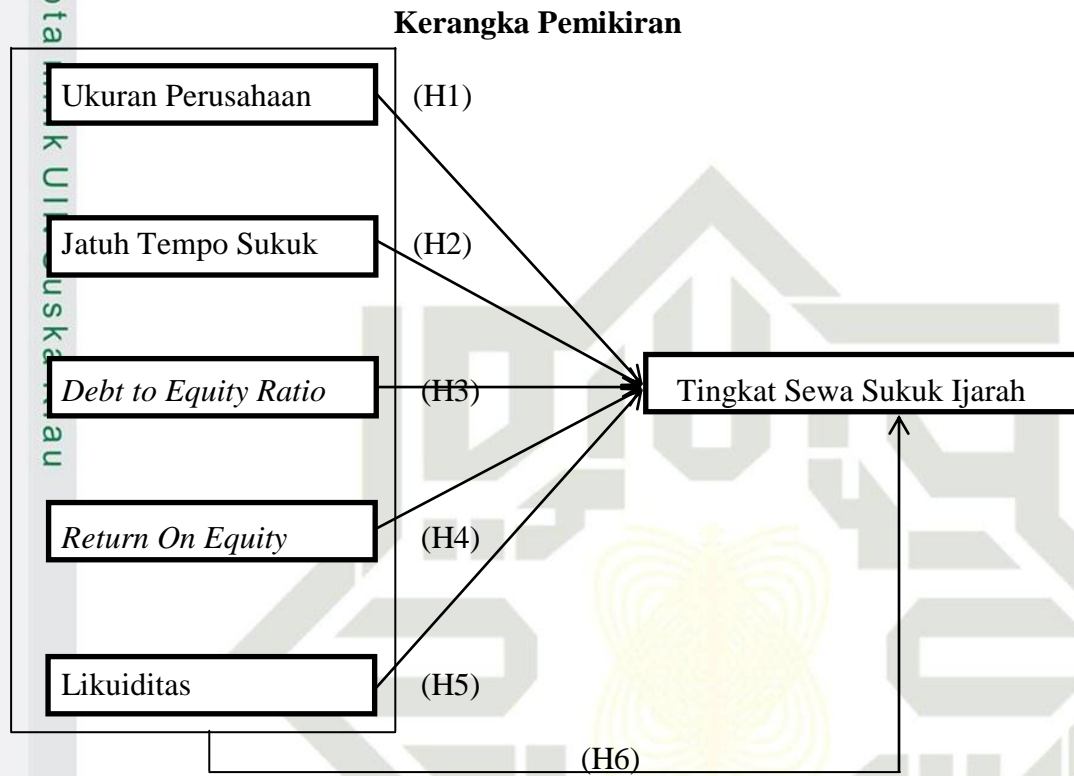 Kerangka Pemikiran
Ukuran Perusahaan
(H1)
Jatuh Tempo Sukuk
(H2)
Debt to Equity Ratio
(H3)
Tingkat Sewa Sukuk Ijarah
Return On Equity
(H4)
Likuiditas
(H5)
(H6)